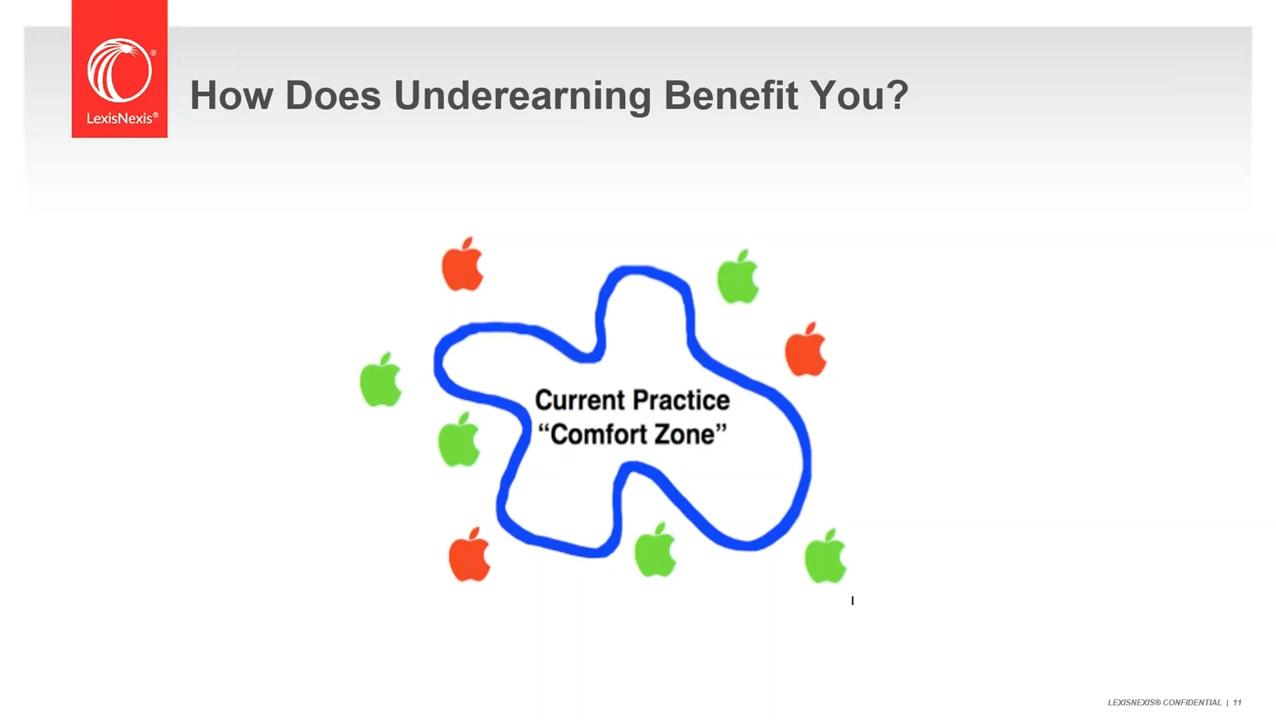 LexisNexis®
How Does Underearning Benefit You?
Current Practice
“Comfort Zone”
LEXISNEXIS® CONFIDENTIAL | 11